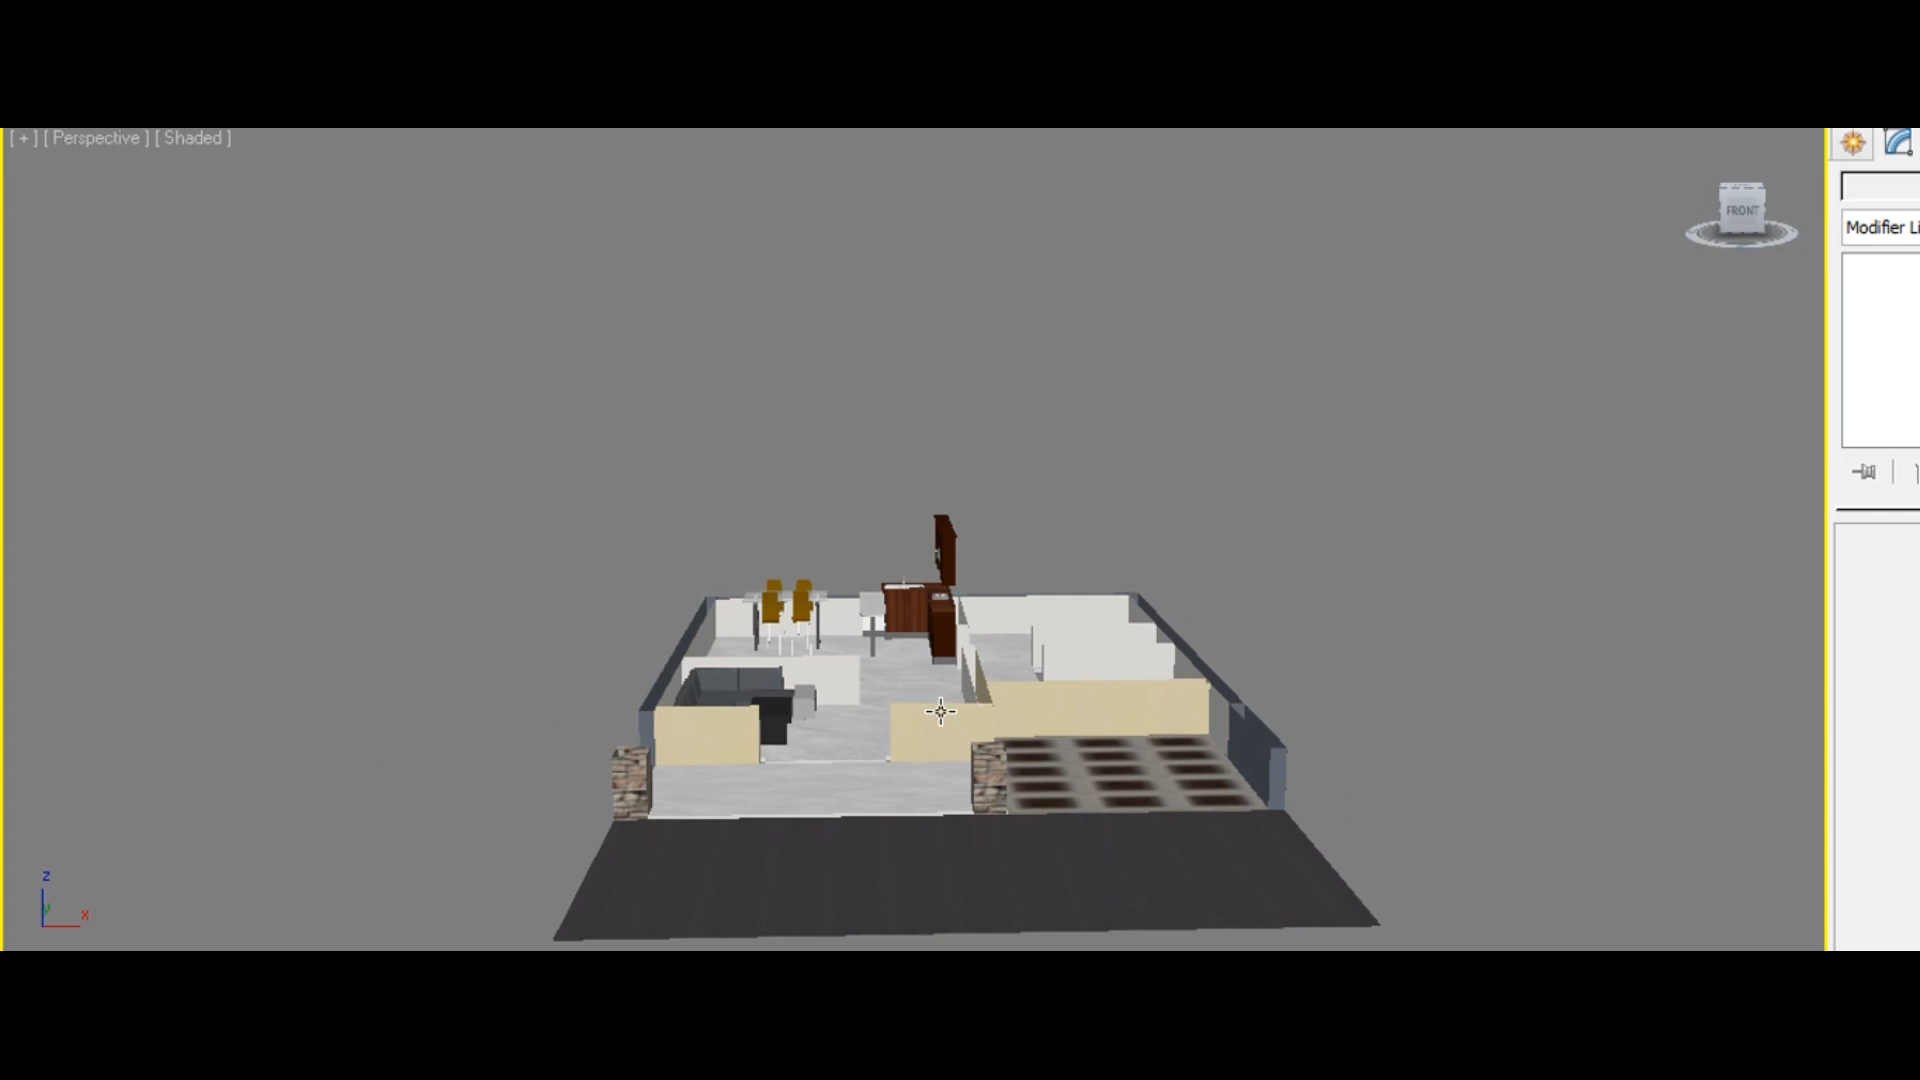 [ + ] [ Perspective ] [ Shaded ]
FRONT
Modifier Li
z
y
x